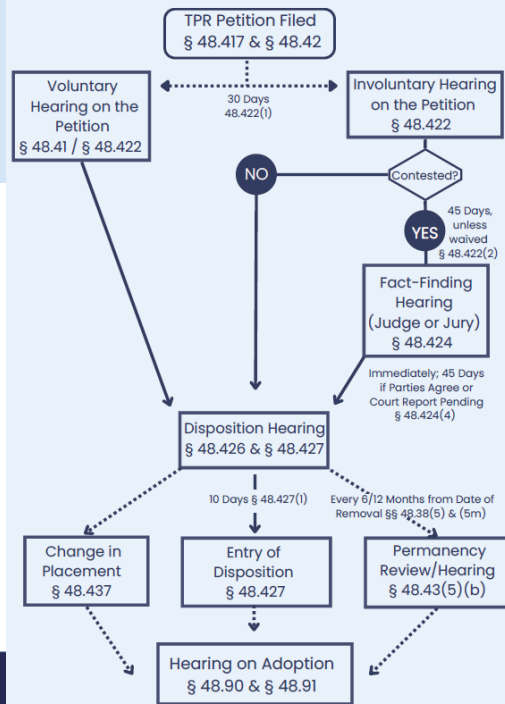 TPR Petition Filed
§ 48.417 & § 48.42
30 Days
48.422(1)
Voluntary
Hearing on the
Petition
§ 48.41 / § 48.422
Involuntary Hearing
on the Petition
§ 48.422
Contested?
NO
YES
45 Days,
unless
waived
§ 48.422(2)
Fact-Finding
Hearing
(Judge or Jury)
§ 48.424
Immediately; 45 Days
if Parties Agree or
Court Report Pending
§ 48.424(4)
Disposition Hearing
§ 48.426 & § 48.427
10 Days § 48.427(1)
Every 6/12 Months from Date of
Removal §§ 48.38(5) & (5m)
Change in
Placement
§ 48.437
Entry of
Disposition
§ 48.427
Permanency
Review/Hearing
§ 48.43(5)(b)
Hearing on Adoption
§ 48.90 & § 48.91